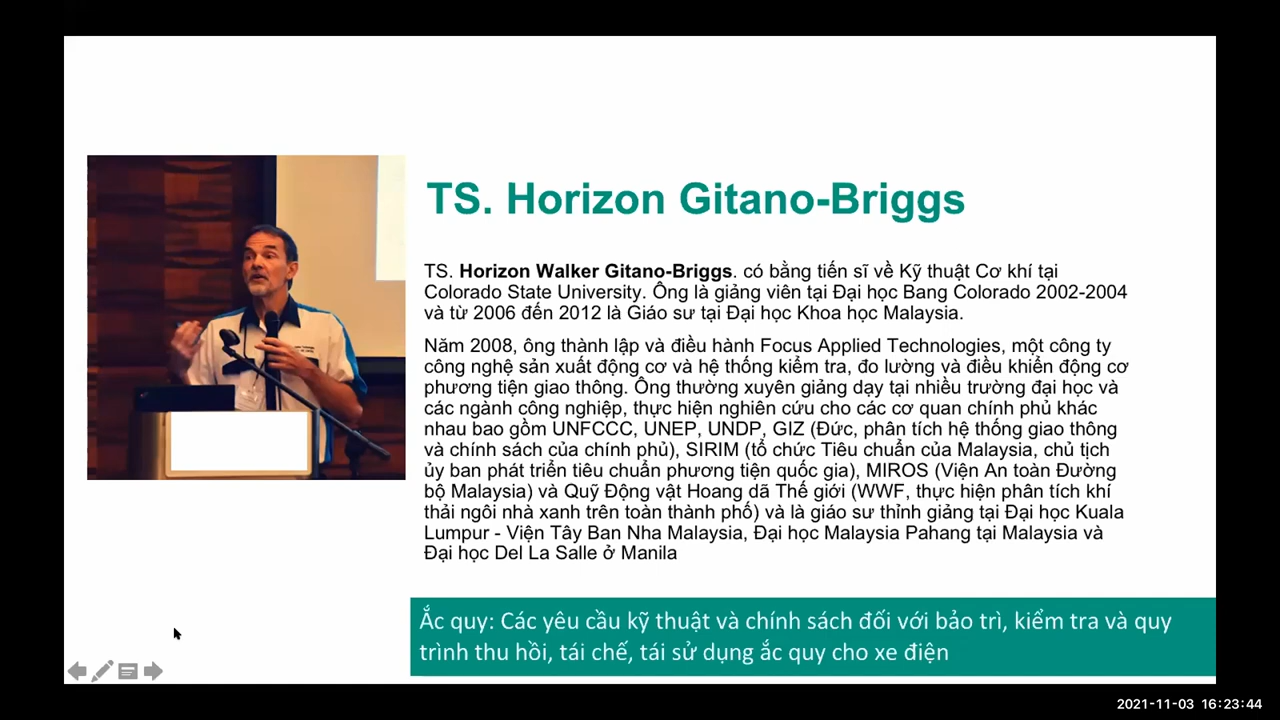 TS. Horizon Gitano-Briggs
TS. Horizon Walker Gitano-Briggs. có bằng tiến sĩ về Kỹ thuật Cơ khí tại
Colorado State University. Ông là giảng viên tại Đại học Bang Colorado 2002-2004
và từ 2006 đến 2012 là Giáo sư tại Đại học Khoa học Malaysia.
Năm 2008, ông thành lập và điều hành Focus Applied Technologies, một công ty
công nghệ sản xuất động cơ và hệ thống kiểm tra, đo lường và điều khiển động cơ
phương tiện giao thông. Ông thường xuyên giảng dạy tại nhiều trường đại học và
các ngành công nghiệp, thực hiện nghiên cứu cho các cơ quan chính phủ khác
nhau bao gồm UNFCCC, UNEP, UNDP, GIZ (Đức, phân tích hệ thống giao thông
và chính sách của chính phủ), SIRIM (tổ chức Tiêu chuẩn của Malaysia, chủ tịch
ủy ban phát triển tiêu chuẩn phương tiện quốc gia), MIROS (Viện An toàn Đường
bộ Malaysia) và Quỹ Động vật Hoang dã Thế giới (WWF, thực hiện phân tích khí
thải ngôi nhà xanh trên toàn thành phố) và là giáo sư thỉnh giảng tại Đại học Kuala
Lumpur - Viện Tây Ban Nha Malaysia, Đại học Malaysia Pahang tại Malaysia và
Đại học Del La Salle ở Manila
Ắc quy: Các yêu cầu kỹ thuật và chính sách đối với bảo trì, kiểm tra và quy
trình thu hồi, tái chế, tái sử dụng ắc quy cho xe điện
2021-11-03 16:23:44